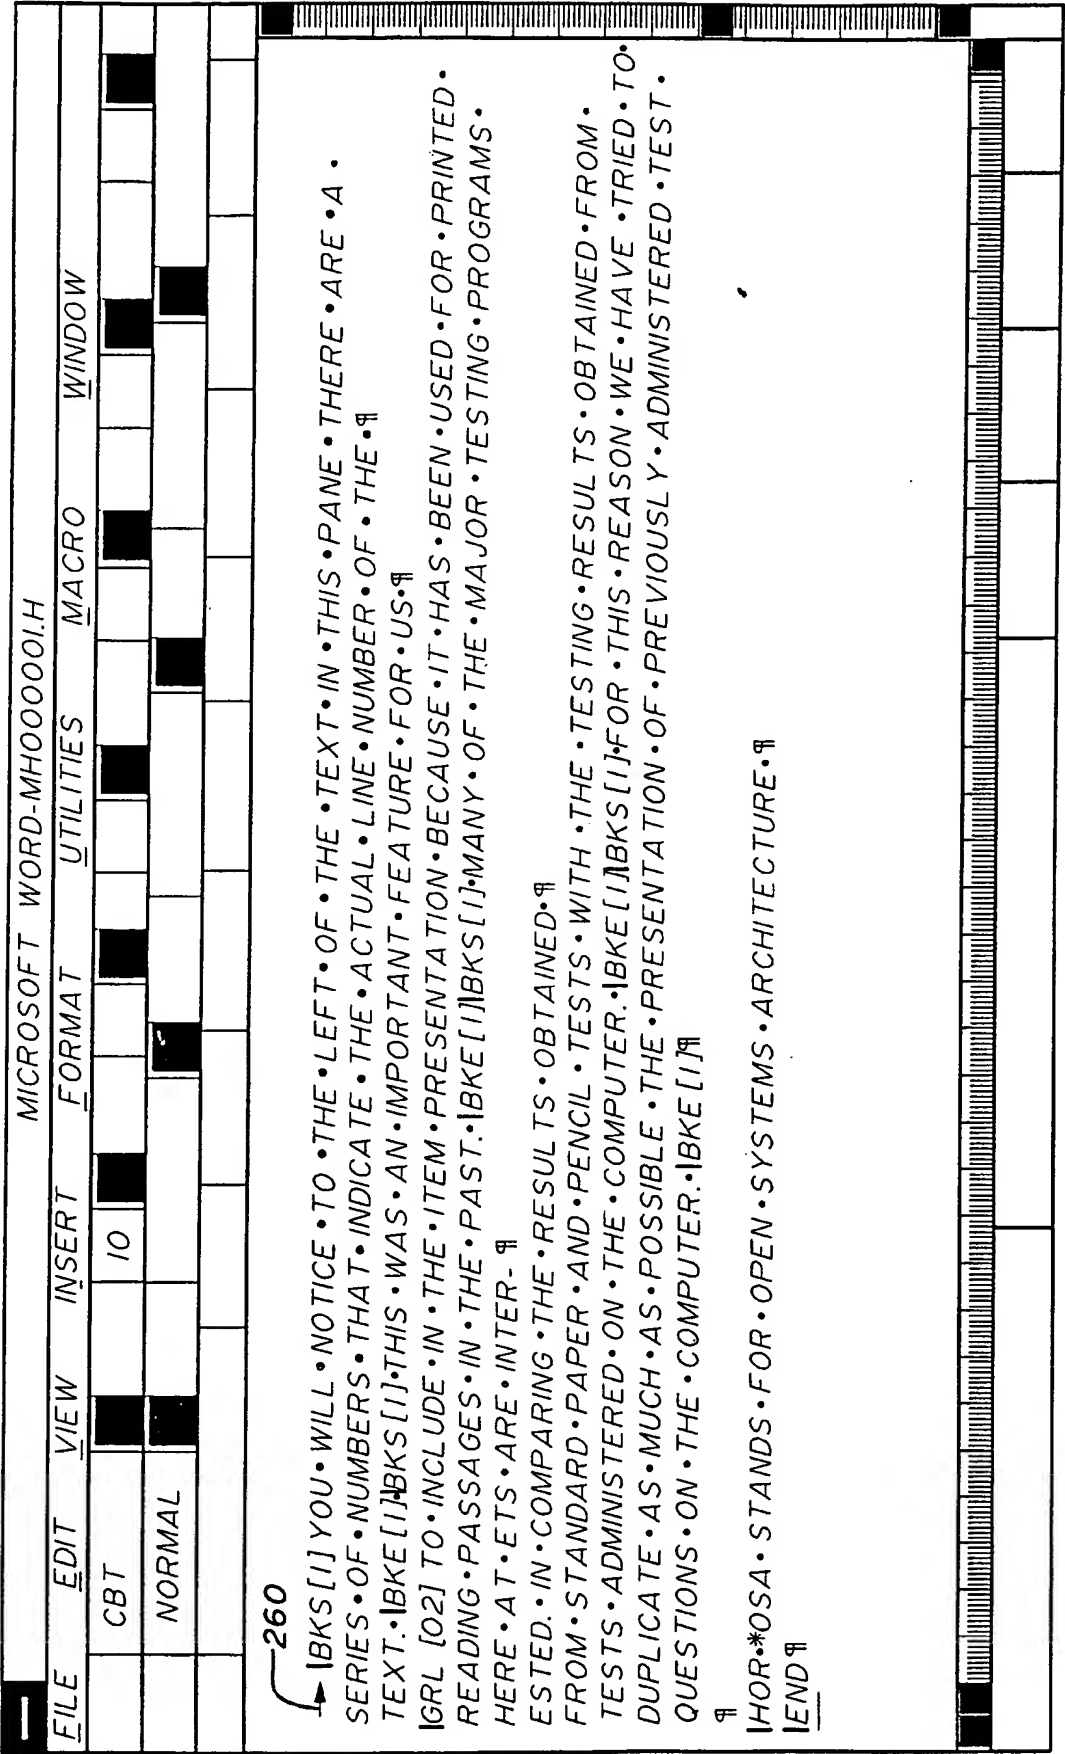 MICROSOFT WORD-MH00001.H
FILE EDIT VIEW INSERT FORMAT UTILITIES MACRO WINDOW
CBT 10
NORMAL
260
|BKS[1] YOU•WILL•NOTICE•TO•THE•LEFT•OF•THE•TEXT•IN•THIS•PANE•THERE•ARE•A•
SERIES•OF•NUMBERS•THAT•INDICATE•THE•ACTUAL•LINE•NUMBER•OF•THE•¶
TEXT.•|BKE[1]|BKS[1]•THIS•WAS•AN•IMPORTANT•FEATURE•FOR•US•¶
|GRL [02] TO•INCLUDE•IN•THE•ITEM•PRESENTATION•BECAUSE•IT•HAS•BEEN•USED•FOR•PRINTED•
READING•PASSAGES•IN•THE•PAST.•|BKE[1]|BKS[1]•MANY•OF•THE•MAJOR•TESTING•PROGRAMS•
HERE•AT•ETS•ARE•INTER-¶
ESTED.•IN•COMPARING•THE•RESULTS•OBTAINED•¶
FROM•STANDARD•PAPER•AND•PENCIL•TESTS•WITH•THE•TESTING•RESULTS•OBTAINED•FROM•
TESTS•ADMINISTERED•ON•THE•COMPUTER.•|BKE[1]|BKS[1]•FOR•THIS•REASON•WE•HAVE•TRIED•TO•
DUPLICATE•AS•MUCH•AS•POSSIBLE•THE•PRESENTATION•OF•PREVIOUSLY•ADMINISTERED•TEST•
QUESTIONS•ON•THE•COMPUTER.•|BKE[1]¶
¶
|HOR•*OSA•STANDS•FOR•OPEN•SYSTEMS•ARCHITECTURE•¶
|END¶